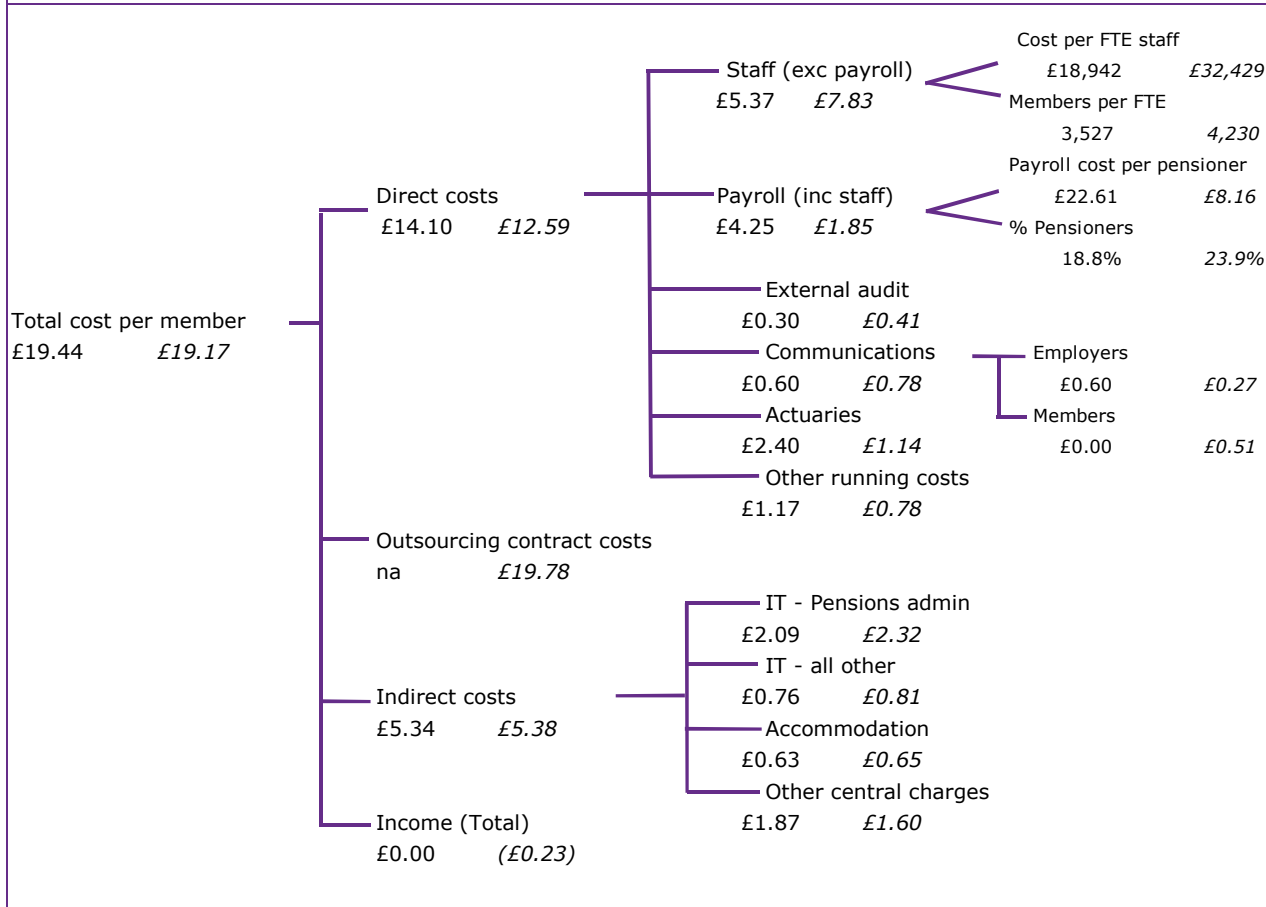 Cost per FTE staff
Staff (exc payroll)
£18,942 £32,429
£5.37 £7.83
Members per FTE
3,527 4,230
Payroll cost per pensioner
Direct costs
Payroll (inc staff)
£22.61 £8.16
£14.10 £12.59
£4.25 £1.85
% Pensioners
18.8% 23.9%
External audit
Total cost per member
£0.30 £0.41
£19.44 £19.17
Communications
Employers
£0.60 £0.78
£0.60 £0.27
Actuaries
Members
£2.40 £1.14
£0.00 £0.51
Other running costs
£1.17 £0.78
Outsourcing contract costs
na £19.78
IT - Pensions admin
£2.09 £2.32
IT - all other
£0.76 £0.81
Indirect costs
£5.34 £5.38
Accommodation
£0.63 £0.65
Other central charges
£1.87 £1.60
Income (Total)
£0.00 (£0.23)